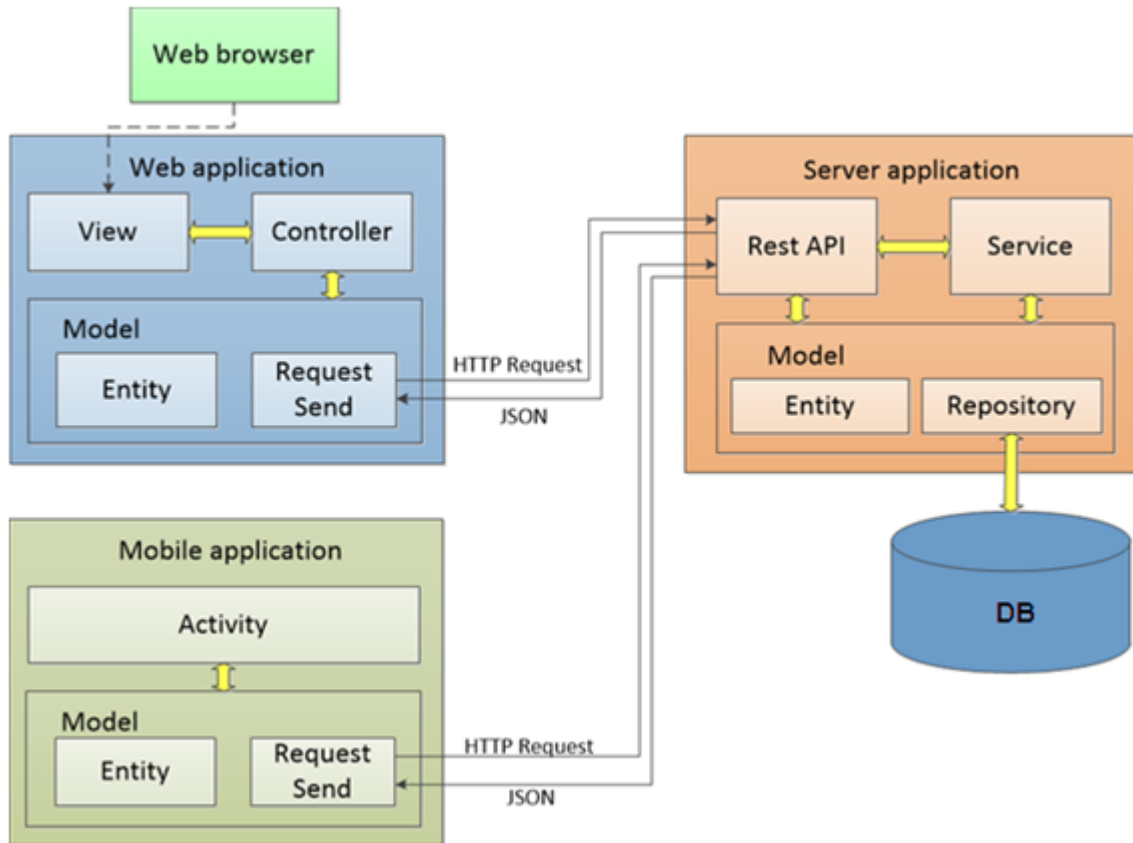 Web browser
Web application
View
Controller
Model
Entity
Request
Send
HTTP Request
JSON
Server application
Rest API
Service
Model
Entity
Repository
DB
Mobile application
Activity
Model
Entity
Request
Send
HTTP Request
JSON